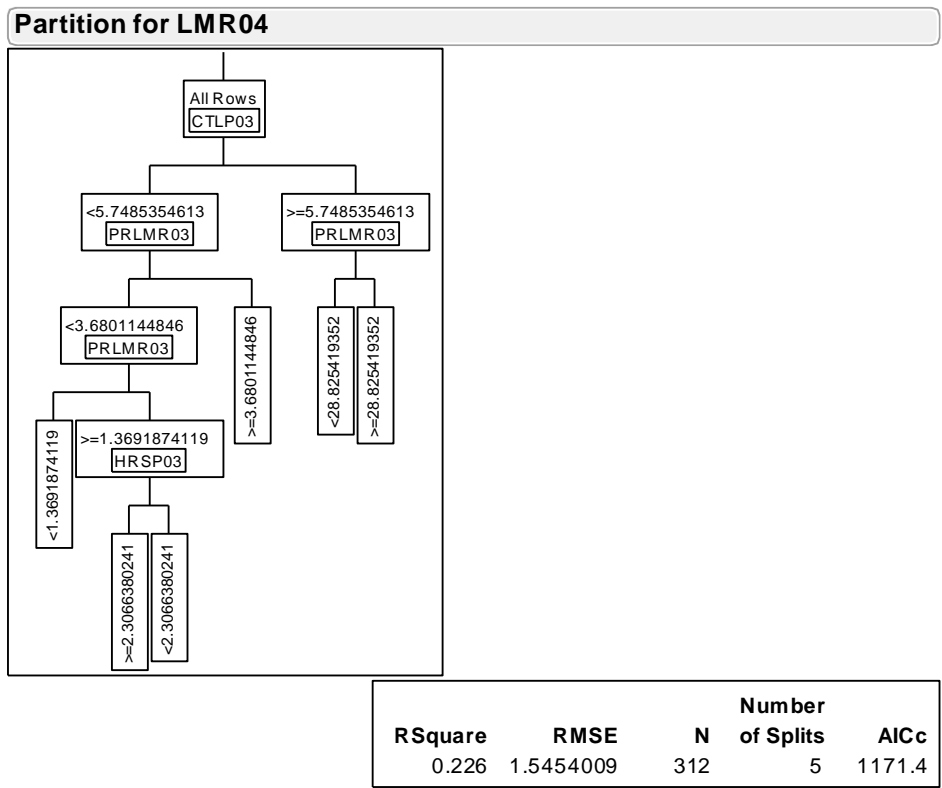 Partition for LMR04
All Rows
CTLP03
<5.7485354613
PRLMR03
>=5.7485354613
PRLMR03
<3.6801144846
PRLMR03
>=3.6801144846
<28.825419352
>=28.825419352
<1.3691874119
>=1.3691874119
HRSP03
>=2.3066380241
<2.3066380241
RSquare RMSE N Number of Splits AICc
0.226 1.5454009 312 5 1171.4